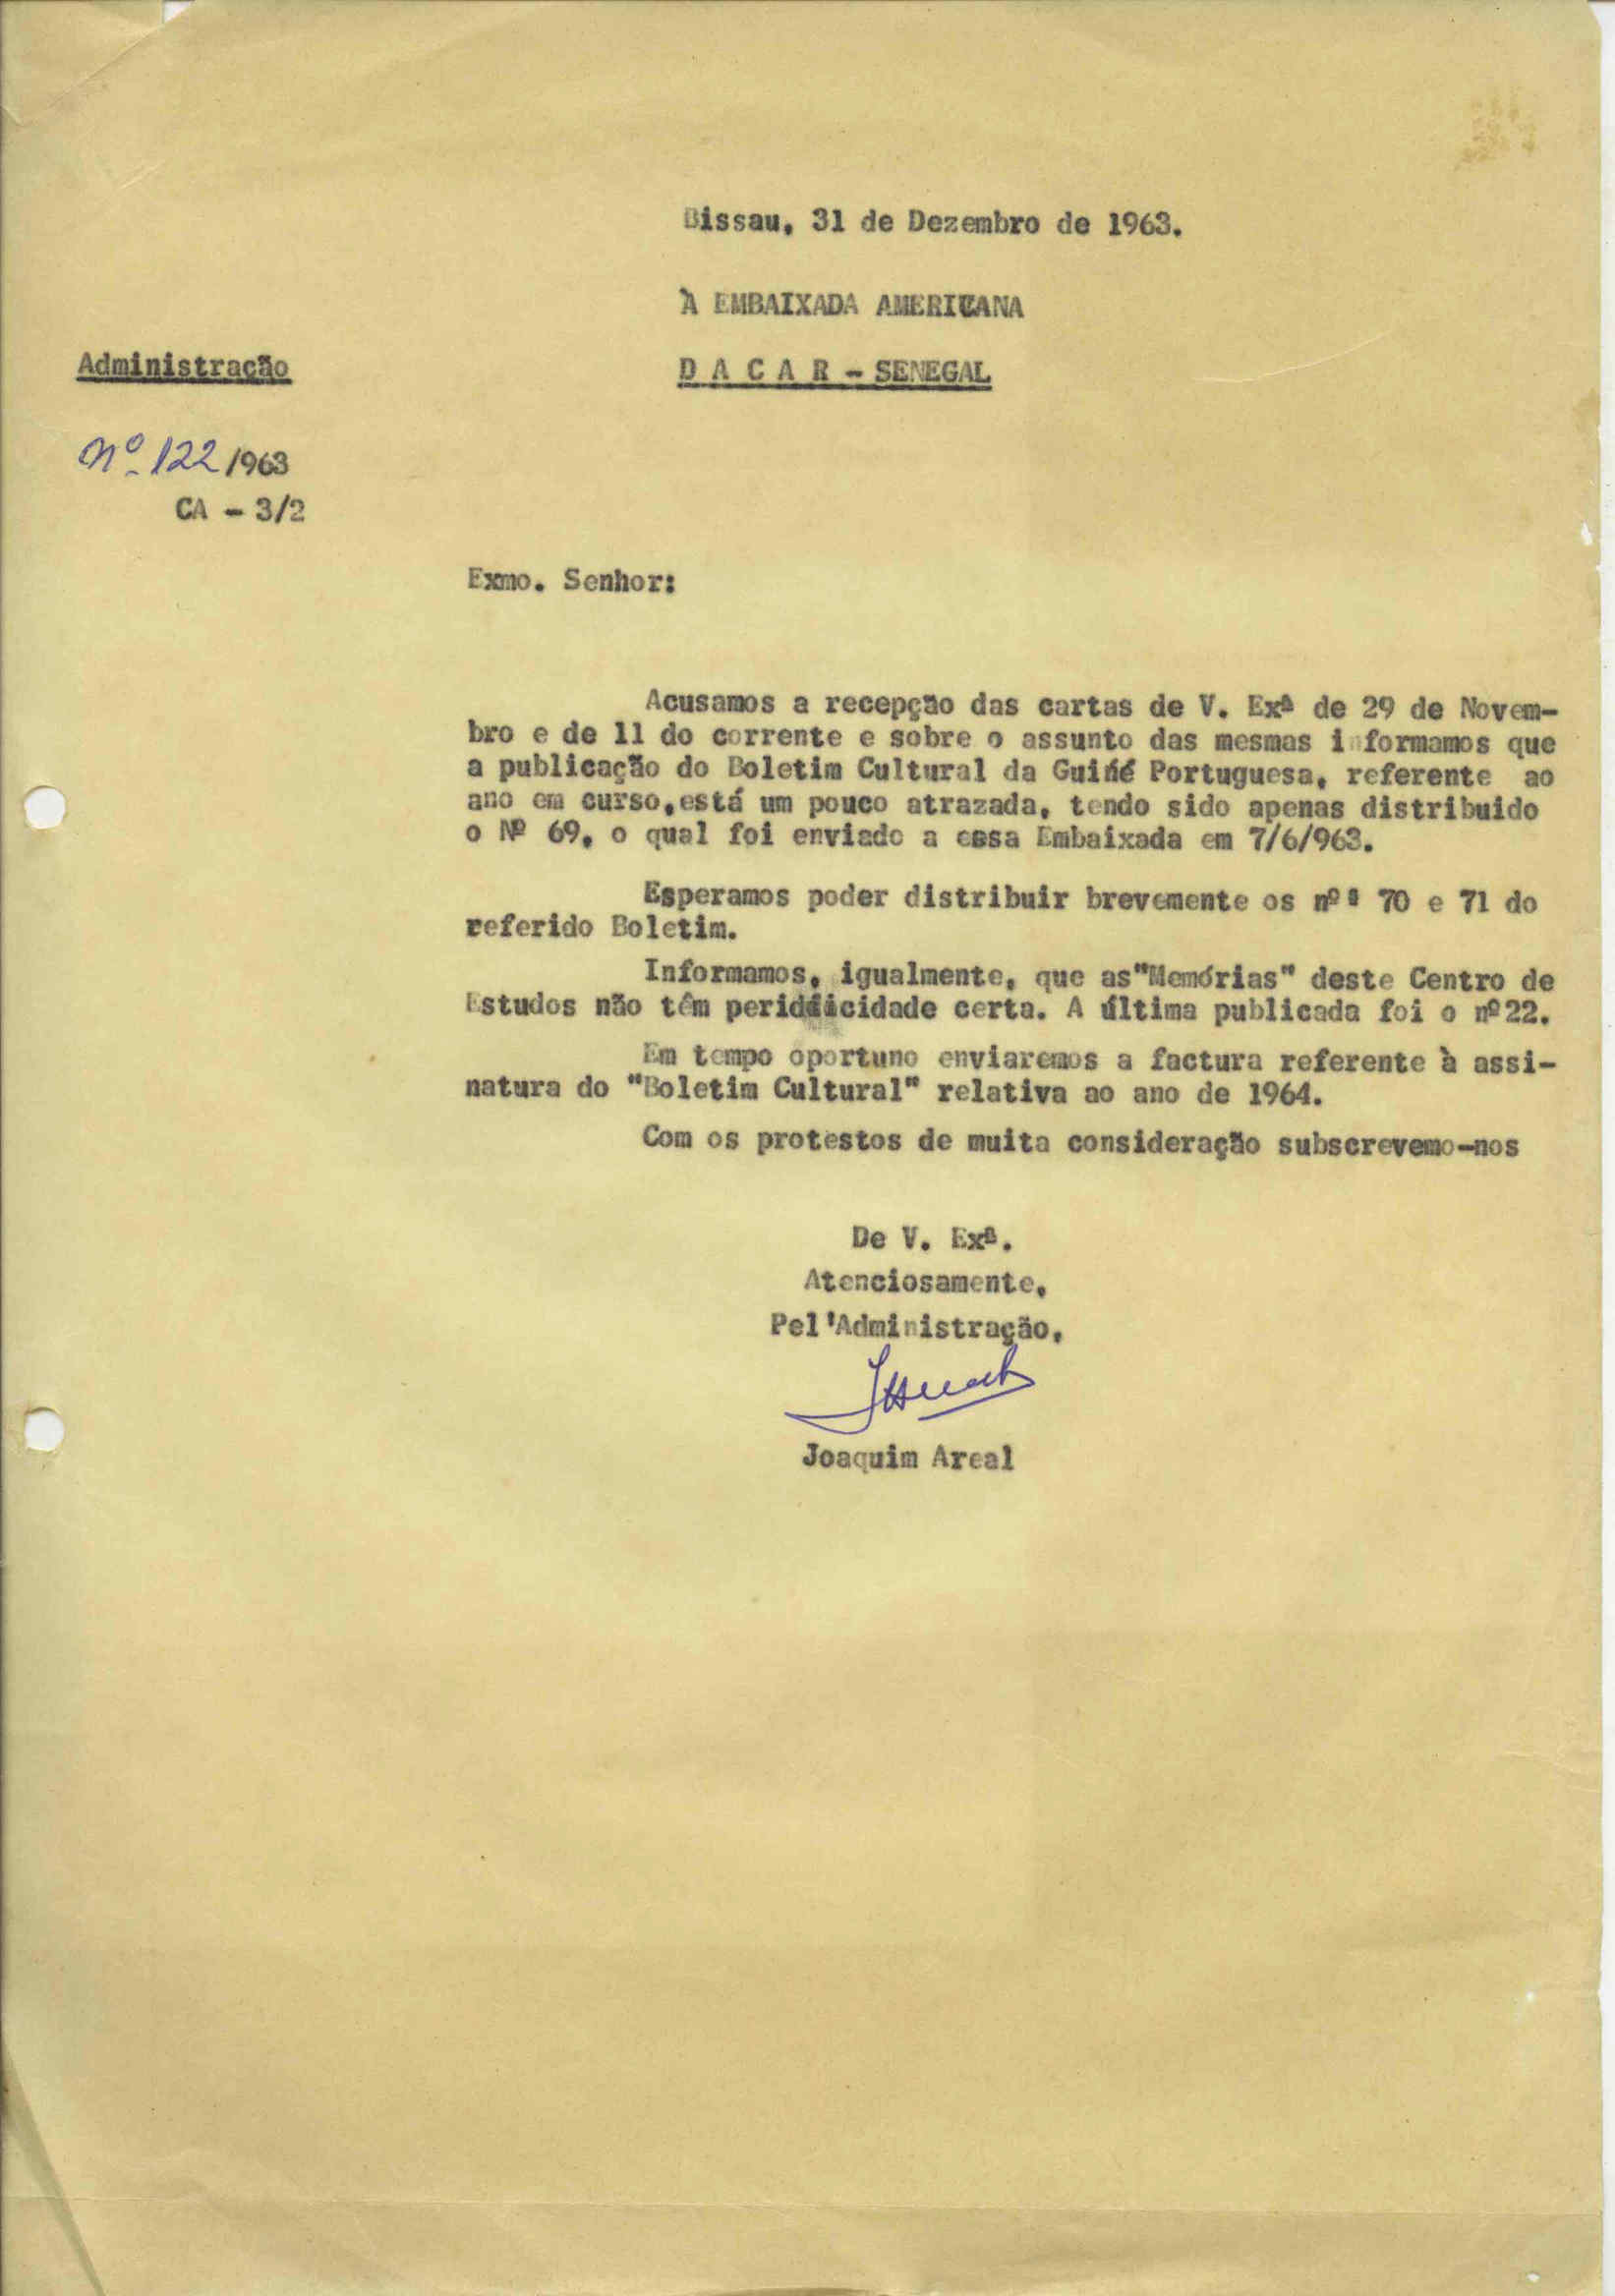 Bissau, 31 de Dezembro de 1963.
À EMBAIXADA AMERICANA
Administração
D A C A R - SENEGAL
Nº 122/963
CA - 3/2
Exmo. Senhor:
Acusamos a recepção das cartas de V. Exª de 29 de Novem-
bro e de 11 do corrente e sobre o assunto das mesmas informamos que
a publicação do Boletim Cultural da Guiné Portuguesa, referente ao
ano em curso,está um pouco atrazada, tendo sido apenas distribuido
o Nº 69, o qual foi enviado a essa Embaixada em 7/6/963.
Esperamos poder distribuir brevemente os nºs 70 e 71 do
referido Boletim.
Informamos, igualmente, que as"Memórias" deste Centro de
Estudos não têm periodicidade certa. A última publicada foi o nº22.
Em tempo oportuno enviaremos a factura referente à assi-
natura do "Boletim Cultural" relativa ao ano de 1964.
Com os protestos de muita consideração subscrevemo-nos
De V. Exª.
Atenciosamente,
Pel'Administração,
Joaquim Areal